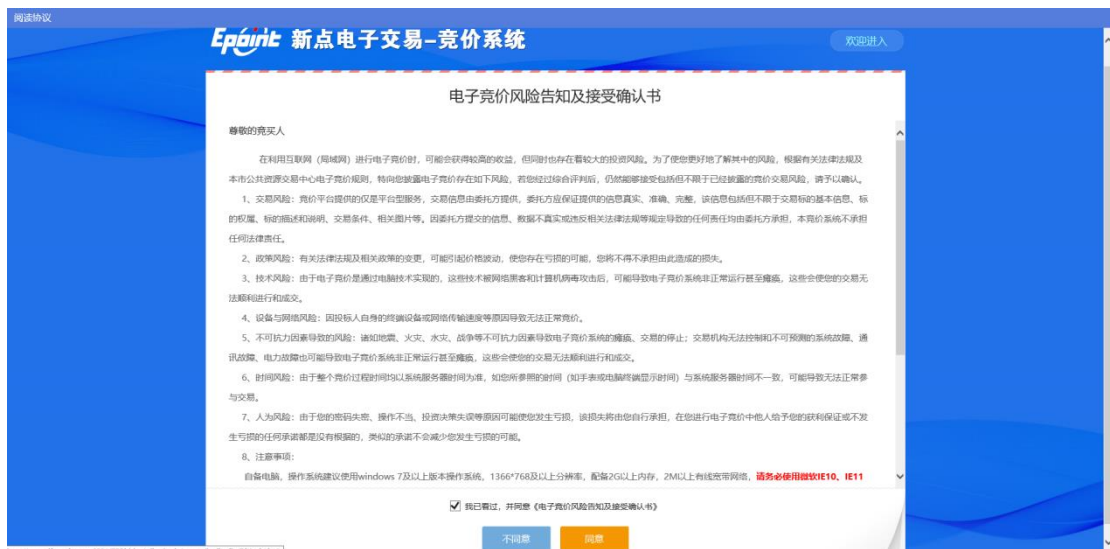 阅读协议
Epoint 新点电子交易-竞价系统
欢迎进入
电子竞价风险告知及接受确认书
尊敬的竞买人
在利用互联网（局域网）进行电子竞价时，可能会获得较高的收益，但同时也存在着较大的投资风险。为了使您更好地了解其中的风险，根据有关法律法规及
本市公共资源交易中心电子竞价规则，特向您披露电子竞价存在如下风险，若您经过综合评判后，仍然能够接受包括但不限于已经披露的竞价交易风险，请予以确认。
1、交易风险：竞价平台提供的仅是平台型服务，交易信息由委托方提供，委托方应保证提供的信息真实、准确、完整，该信息包括但不限于交易标的基本信息、标
的权属、标的描述和说明、交易条件、相关图片等。因委托方提交的信息、数据不真实或违反相关法律法规等规定导致的任何责任均由委托方承担，本竞价系统不承担
任何法律责任。
2、政策风险：有关法律法规及相关政策的变更，可能引起价格波动，使您存在亏损的可能，您将不得不承担由此造成的损失。
3、技术风险：由于电子竞价是通过电脑技术实现的，这些技术被网络黑客和计算机病毒攻击后，可能导致电子竞价系统非正常运行甚至瘫痪，这些会使您的交易无
法顺利进行和成交。
4、设备与网络风险：因投标人自身的终端设备或网络传输速度等原因导致无法正常竞价。
5、不可抗力因素导致的风险：诸如地震、火灾、水灾、战争等不可抗力因素导致电子竞价系统的瘫痪、交易的停止；交易机构无法控制和不可预测的系统故障、通
讯故障、电力故障也可能导致电子竞价系统非正常运行甚至瘫痪，这些会使您的交易无法顺利进行和成交。
6、时间风险：由于整个竞价过程时间均以系统服务器时间为准，如您所参照的时间（如手表或电脑终端显示时间）与系统服务器时间不一致，可能导致无法正常参
与交易。
7、人为风险：由于您的密码失密、操作不当、投资决策失误等原因可能使您发生亏损，该损失将由您自行承担，在您进行电子竞价中他人给予您的获利保证或不发
生亏损的任何承诺都是没有根据的，类似的承诺不会减少您发生亏损的可能。
8、注意事项：
自备电脑，操作系统建议使用windows 7及以上版本操作系统，1366*768及以上分辨率，配备2G以上内存，2M以上有线宽带网络，请务必使用微软IE10、IE11
我已看过，并同意《电子竞价风险告知及接受确认书》
不同意
同意